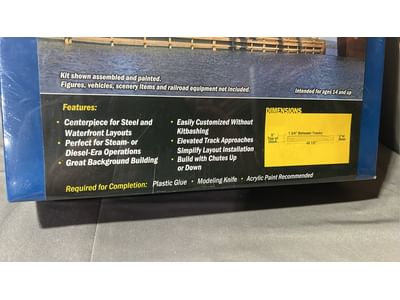 Kit shown assembled and painted.
Figures, vehicles, scenery items and railroad equipment not included.
Intended for ages 14 and up
Features:
• Centerpiece for Steel and
Waterfront Layouts
• Perfect for Steam- or
Diesel-Era Operations
• Great Background Building
• Easily Customized Without
Kitbashing
• Elevated Track Approaches
Simplify Layout Installation
• Build with Chutes Up
or Down
DIMENSIONS
Between Tracks
Required for Completion: Plastic Glue • Modeling Knife • Acrylic Paint Recommended